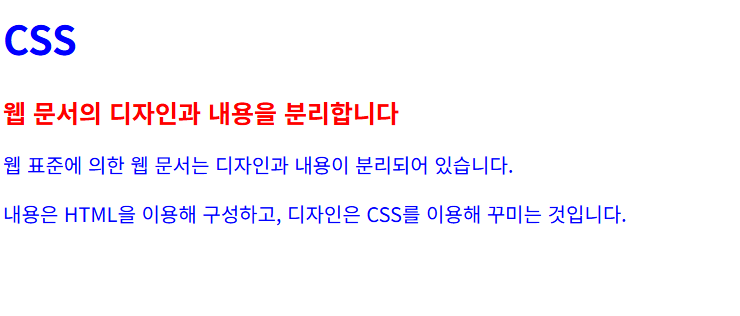 CSS
웹 문서의 디자인과 내용을 분리합니다
웹 표준에 의한 웹 문서는 디자인과 내용이 분리되어 있습니다.
내용은 HTML을 이용해 구성하고, 디자인은 CSS를 이용해 꾸미는 것입니다.